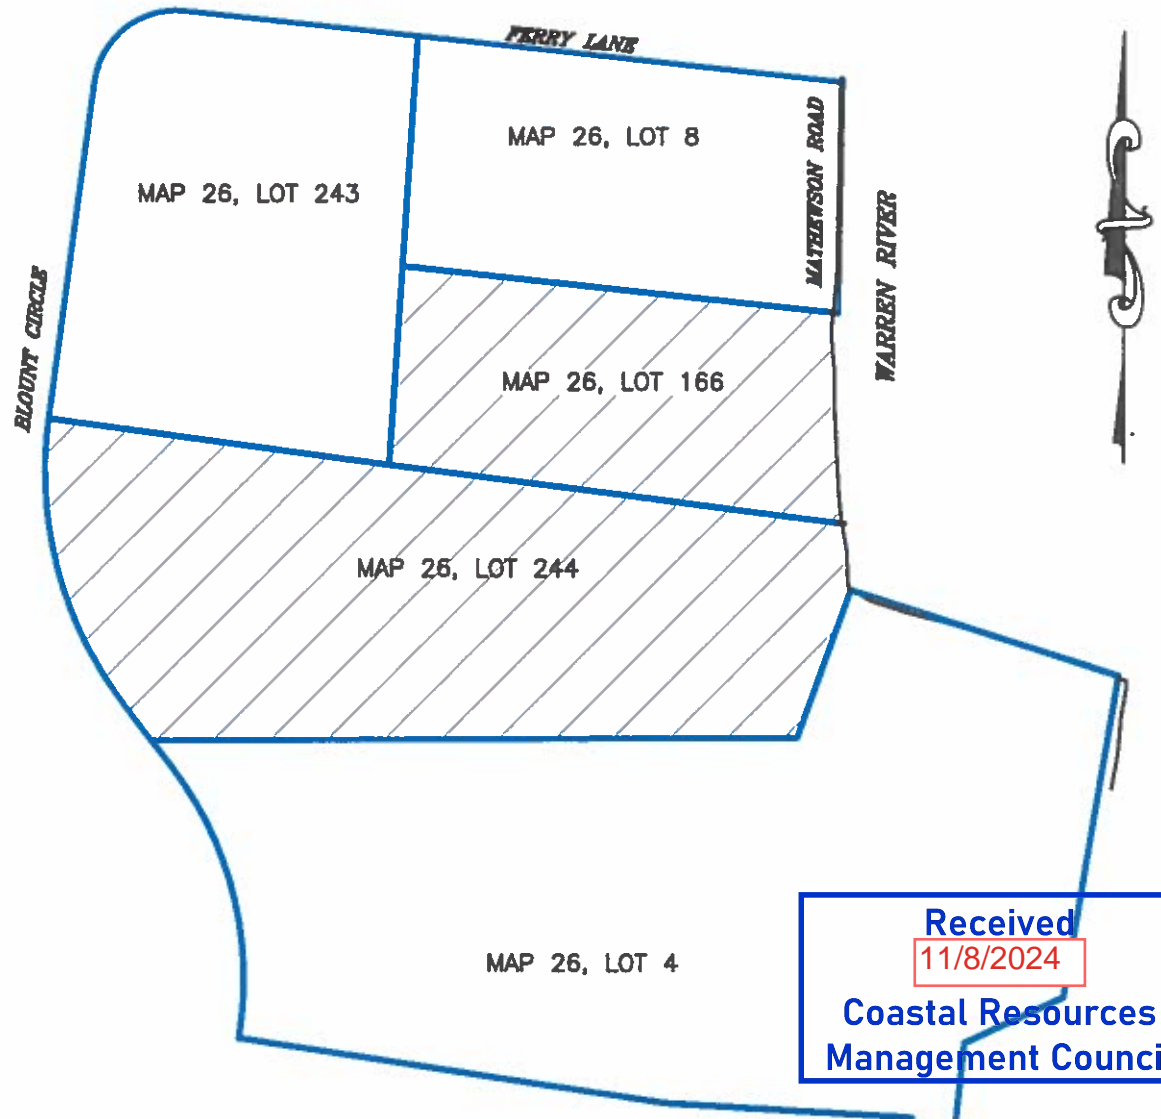 FERRY LANE
MAP 26, LOT 8
MATHEWSON ROAD
MAP 26, LOT 243
WARREN RIVER
BLOUNT CIRCLE
MAP 26, LOT 166
MAP 26, LOT 244
MAP 26, LOT 4
Received
11/8/2024
Coastal Resources
Management Counci